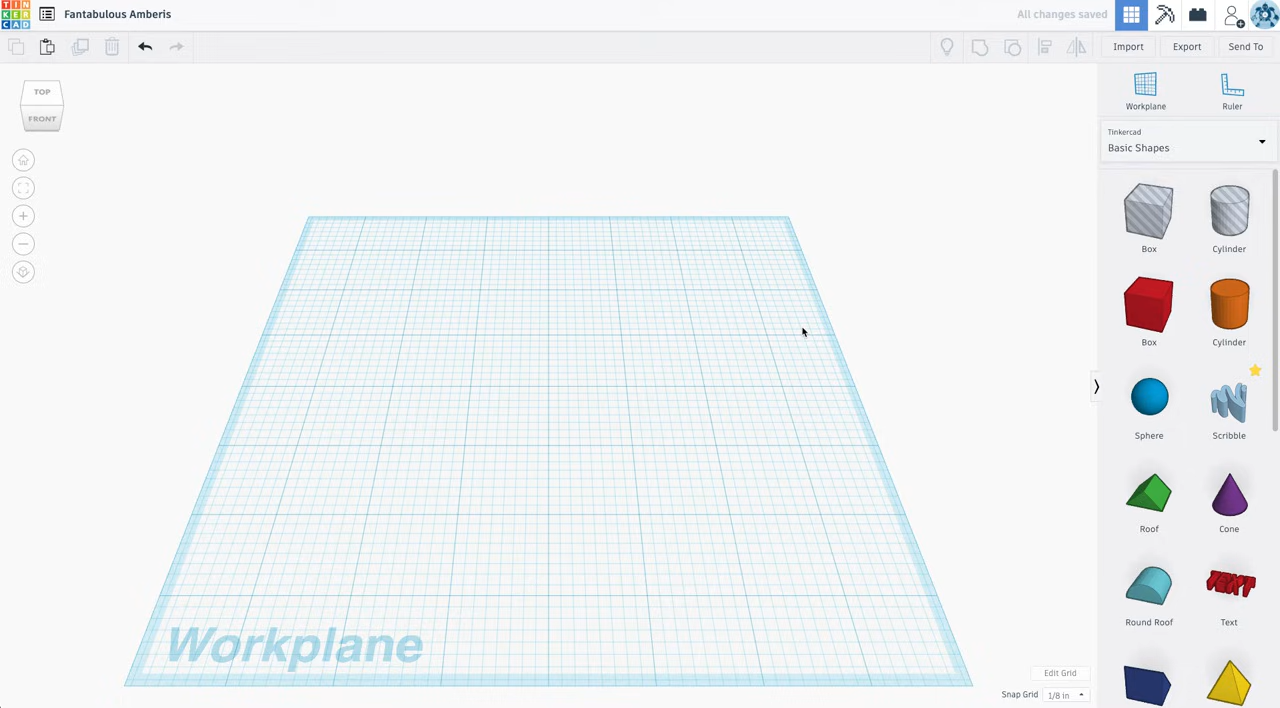 TIN
KER
CAD
Fantabulous Amberis
All changes saved
Import
Export
Send To
TOP
FRONT
Workplane
Ruler
Tinkercad
Basic Shapes
Box
Cylinder
Box
Cylinder
Sphere
Scribble
Roof
Cone
Round Roof
TEXT
Text
Workplane
Edit Grid
Snap Grid
1/8 in